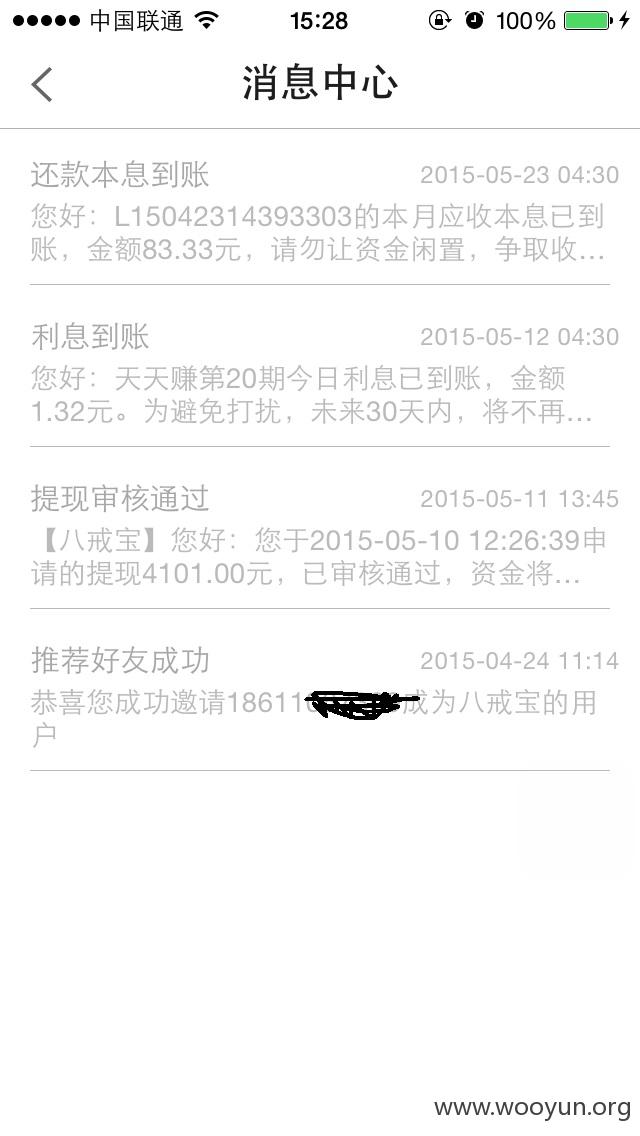 中国联通 15:28 100%
消息中心
还款本息到账 2015-05-23 04:30
您好：L15042314393303的本月应收本息已到
账，金额83.33元，请勿让资金闲置，争取收...
利息到账 2015-05-12 04:30
您好：天天赚第20期今日利息已到账，金额
1.32元。为避免打扰，未来30天内，将不再...
提现审核通过 2015-05-11 13:45
【八戒宝】您好：您于2015-05-10 12:26:39申
请的提现4101.00元，已审核通过，资金将...
推荐好友成功 2015-04-24 11:14
恭喜您成功邀请18611 成为八戒宝的用
户
www.wooyun.org